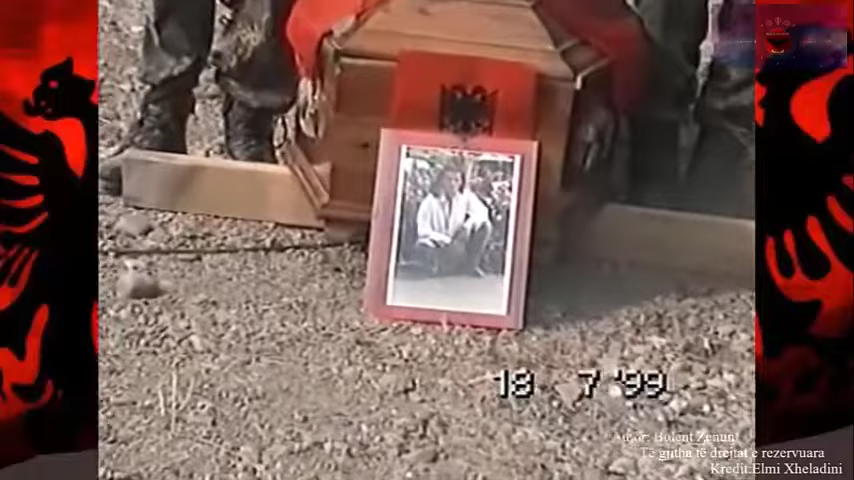 18 7 '99
Autor: Bolent Zenuni
Të gjitha të drejtat e rezervuara
Kredit:Elmi Xheladini